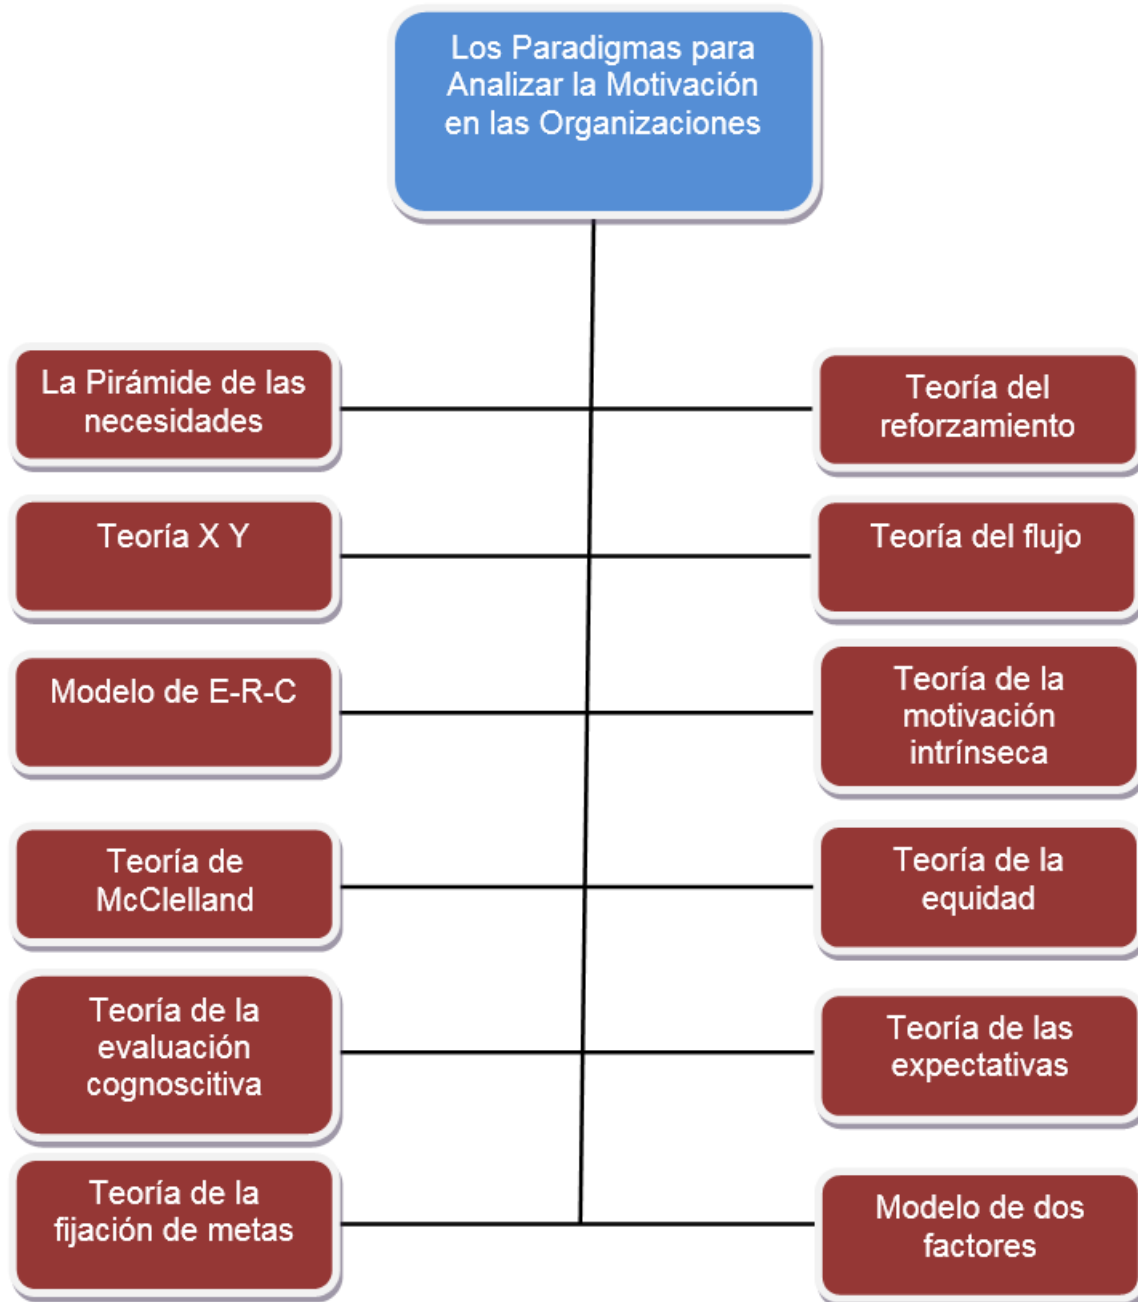 Los Paradigmas para
Analizar la Motivación
en las Organizaciones
La Pirámide de las
necesidades
Teoría del
reforzamiento
Teoría X Y
Teoría del flujo
Modelo de E-R-C
Teoría de la
motivación
intrínseca
Teoría de
McClelland
Teoría de la
equidad
Teoría de la
evaluación
cognoscitiva
Teoría de las
expectativas
Teoría de la
fijación de metas
Modelo de dos
factores